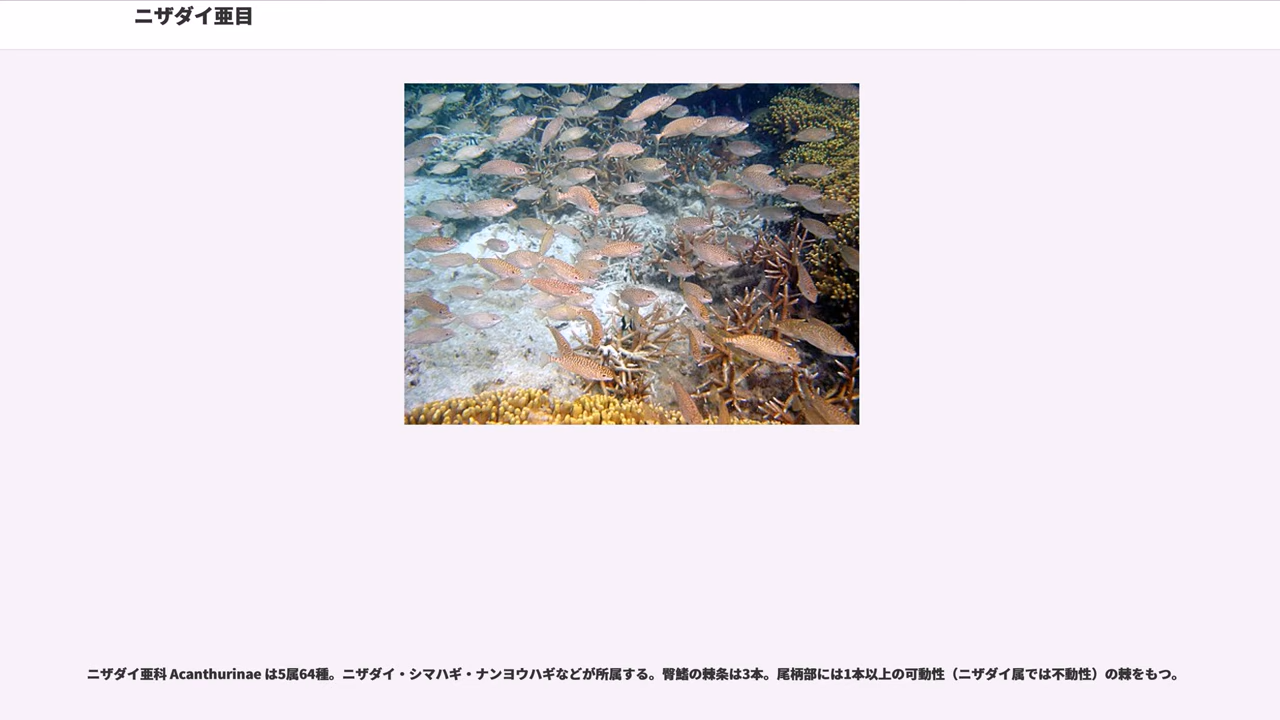 ニザダイ亜目
ニザダイ亜科 Acanthurinae は5属64種。ニザダイ・シマハギ・ナンヨウハギなどが所属する。臀鰭の棘条は3本。尾柄部には1本以上の可動性（ニザダイ属では不動性）の棘をもつ。